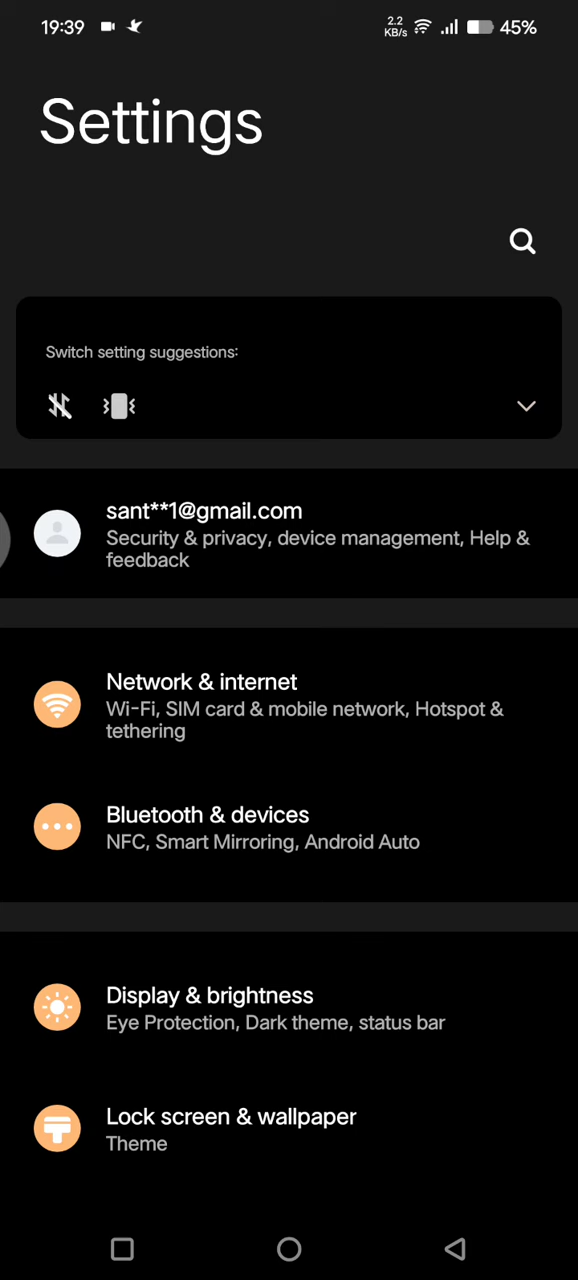 19:39
2.2
KB/s
45%
Settings
Switch setting suggestions:
sant**1@gmail.com
Security & privacy, device management, Help &
feedback
Network & internet
Wi-Fi, SIM card & mobile network, Hotspot &
tethering
Bluetooth & devices
NFC, Smart Mirroring, Android Auto
Display & brightness
Eye Protection, Dark theme, status bar
Lock screen & wallpaper
Theme